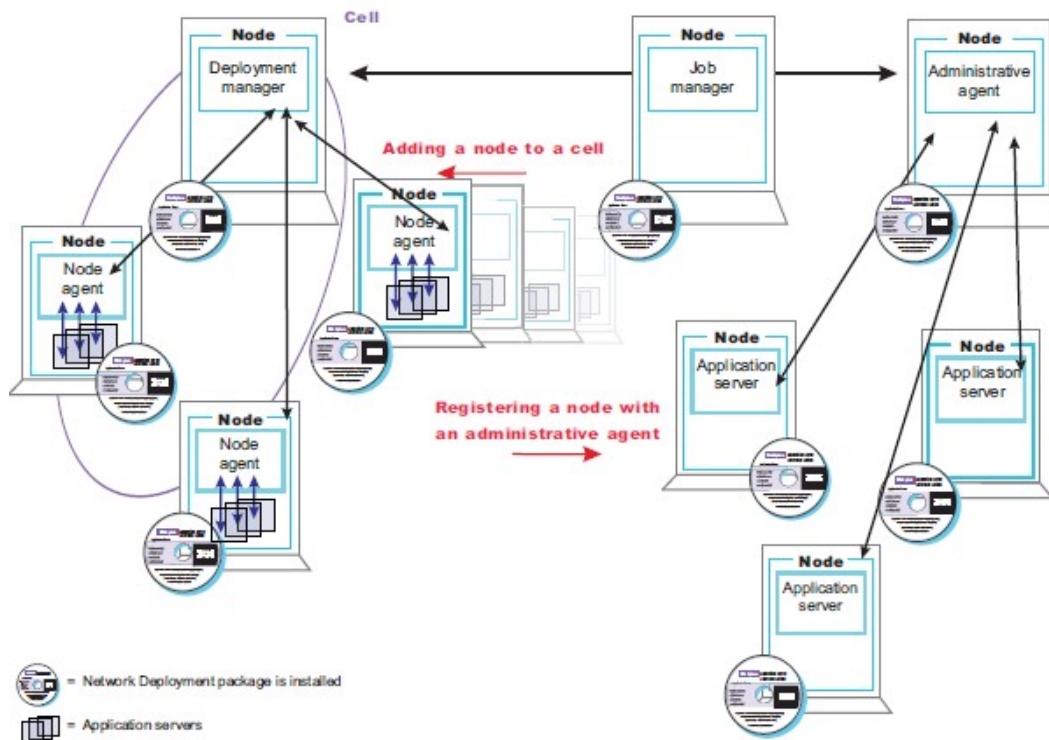 Cell
Node
Deployment
manager
Node
Job
manager
Node
Administrative
agent
Adding a node to a cell
Node
Node
agent
Node
Node
agent
Node
Application
server
Node
Application
server
Registering a node with
an administrative agent
Node
Node
agent
Node
Application
server
= Network Deployment package is installed
= Application servers